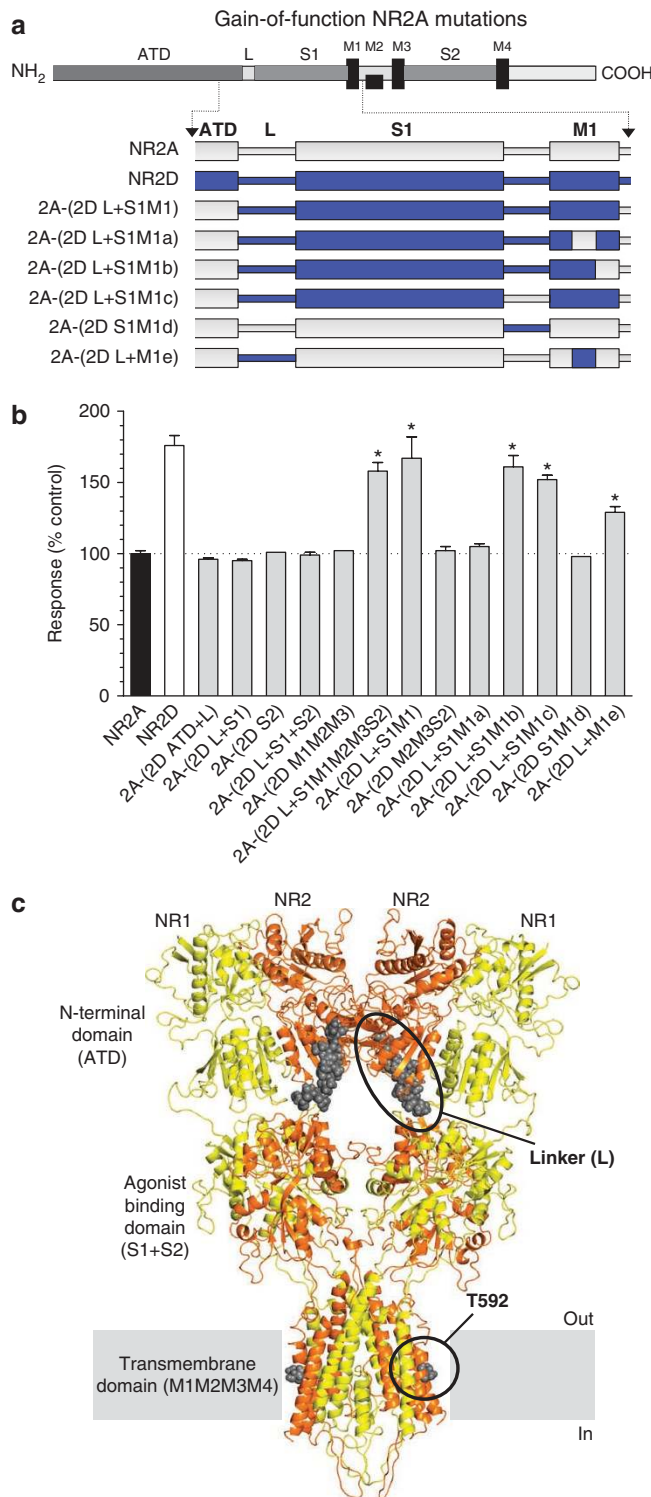 a
Gain-of-function NR2A mutations
ATD L S1 M1 M2 M3 S2 M4
NH2 COOH
ATD L S1 M1
NR2A
NR2D
2A-(2D L+S1M1)
2A-(2D L+S1M1a)
2A-(2D L+S1M1b)
2A-(2D L+S1M1c)
2A-(2D S1M1d)
2A-(2D L+M1e)
b
Response (% control)
200
150
100
50
0
* * * * *
NR2A
NR2D
2A-(2D ATD+L)
2A-(2D L+S1)
2A-(2D S2)
2A-(2D L+S1+S2)
2A-(2D M1M2M3)
2A-(2D L+S1M1M2M3S2)
2A-(2D L+S1M1)
2A-(2D M2M3S2)
2A-(2D L+S1M1a)
2A-(2D L+S1M1b)
2A-(2D L+S1M1c)
2A-(2D S1M1d)
2A-(2D L+M1e)
c
NR1 NR2 NR2 NR1
N-terminal
domain
(ATD)
Linker (L)
Agonist
binding
domain
(S1+S2)
T592
Out
Transmembrane
domain (M1M2M3M4)
In